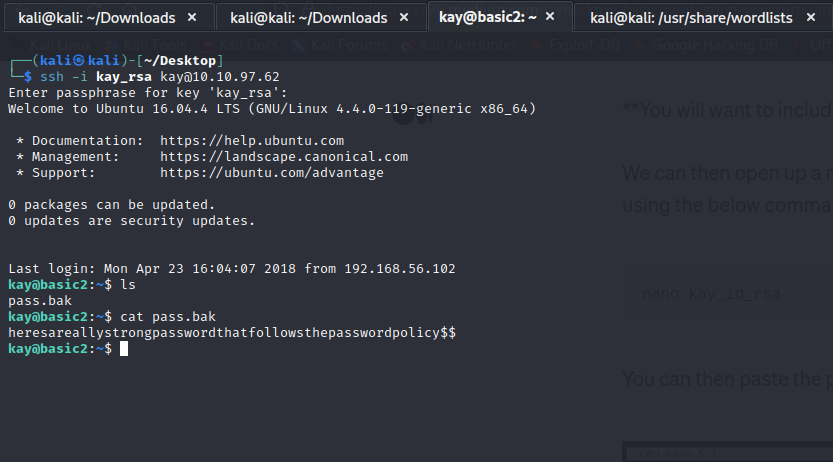 kali@kali: ~/Downloads × kali@kali: ~/Downloads × kay@basic2: ~ × kali@kali: /usr/share/wordlists ×
Kali Linux Kali Tools Kali Docs Kali Forums Kali NetHunter Exploit-DB Google Hacking DB
┌──(kali㉿kali)-[~/Desktop]
└─$ ssh -i kay_rsa kay@10.10.97.62
Enter passphrase for key 'kay_rsa':
Welcome to Ubuntu 16.04.4 LTS (GNU/Linux 4.4.0-119-generic x86_64)
* Documentation: https://help.ubuntu.com
* Management: https://landscape.canonical.com
* Support: https://ubuntu.com/advantage
0 packages can be updated.
0 updates are security updates.
Last login: Mon Apr 23 16:04:07 2018 from 192.168.56.102
kay@basic2:~$ ls
pass.bak
kay@basic2:~$ cat pass.bak
heresareallystrongpasswordthatfollowsthepasswordpolicy$$
kay@basic2:~$
**You will want to includ
We can then open up a
using the below comma
nano kay_id_rsa
You can then paste the p